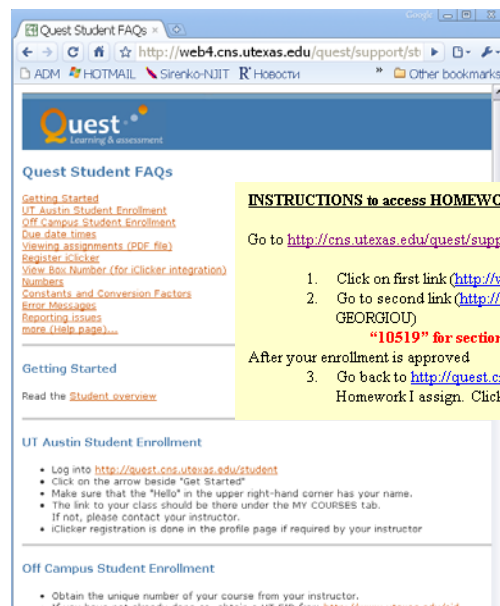 Google
Quest Student FAQs
http://web4.cns.utexas.edu/quest/support/st
ADM HOTMAIL Sirenko-NJIT R Новости » Other bookmarks
Quest
Learning & assessment
Quest Student FAQs
Getting Started
UT Austin Student Enrollment
Off Campus Student Enrollment
Due date times
Viewing assignments (PDF file)
Register iClicker
View Box Number (for iClicker integration)
Numbers
Constants and Conversion Factors
Error Messages
Reporting issues
more (Help page)...
INSTRUCTIONS to access HOMEWO
Go to http://cns.utexas.edu/quest/supp
1. Click on first link (http://w
2. Go to second link (http://
GEORGIOU)
“10519” for section
After your enrollment is approved
3. Go back to http://quest.c
Homework I assign. Click
Getting Started
Read the Student overview
UT Austin Student Enrollment
• Log into http://quest.cns.utexas.edu/student
• Click on the arrow beside "Get Started"
• Make sure that the "Hello" in the upper right-hand corner has your name.
• The link to your class should be there under the MY COURSES tab.
If not, please contact your instructor.
• iClicker registration is done in the profile page if required by your instructor
Off Campus Student Enrollment
• Obtain the unique number of your course from your instructor.